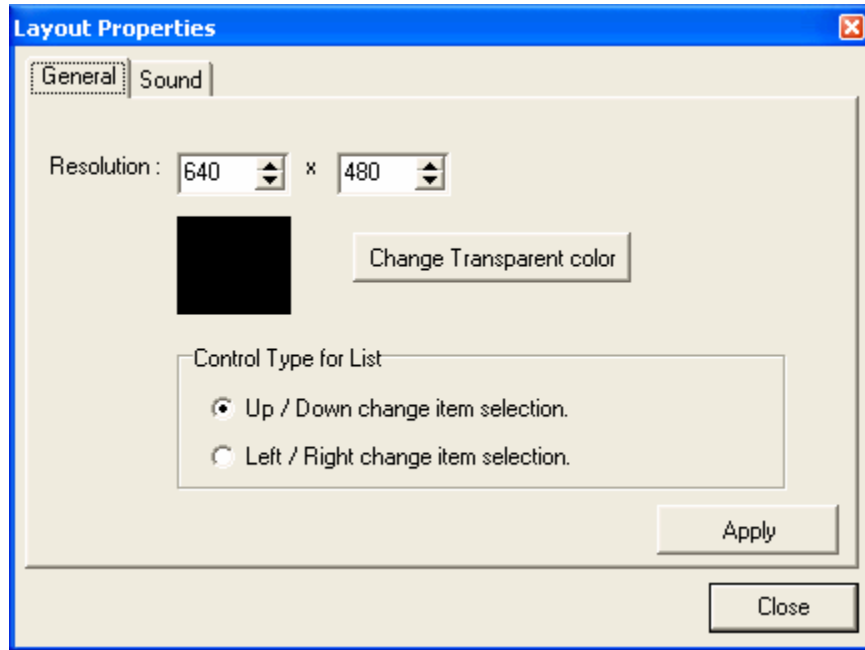 Layout Properties
General Sound
Resolution : 640 x 480
Change Transparent color
Control Type for List
Up / Down change item selection.
Left / Right change item selection.
Apply
Close